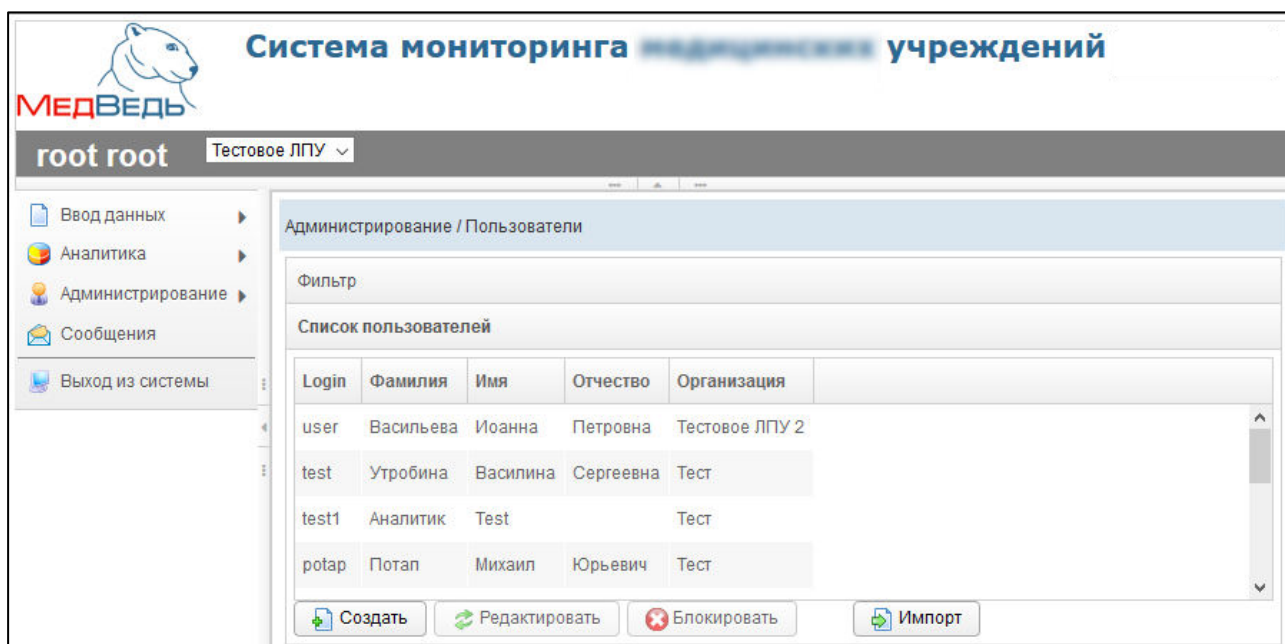 Система мониторинга учреждений
МЕДВЕДЬ
root root Тестовое ЛПУ
Ввод данных
Аналитика
Администрирование
Сообщения
Выход из системы
Администрирование / Пользователи
Фильтр
Список пользователей
Login Фамилия Имя Отчество Организация
user Васильева Иоанна Петровна Тестовое ЛПУ 2
test Утробина Василина Сергеевна Тест
test1 Аналитик Test Тест
potap Потап Михаил Юрьевич Тест
Создать Редактировать Блокировать Импорт